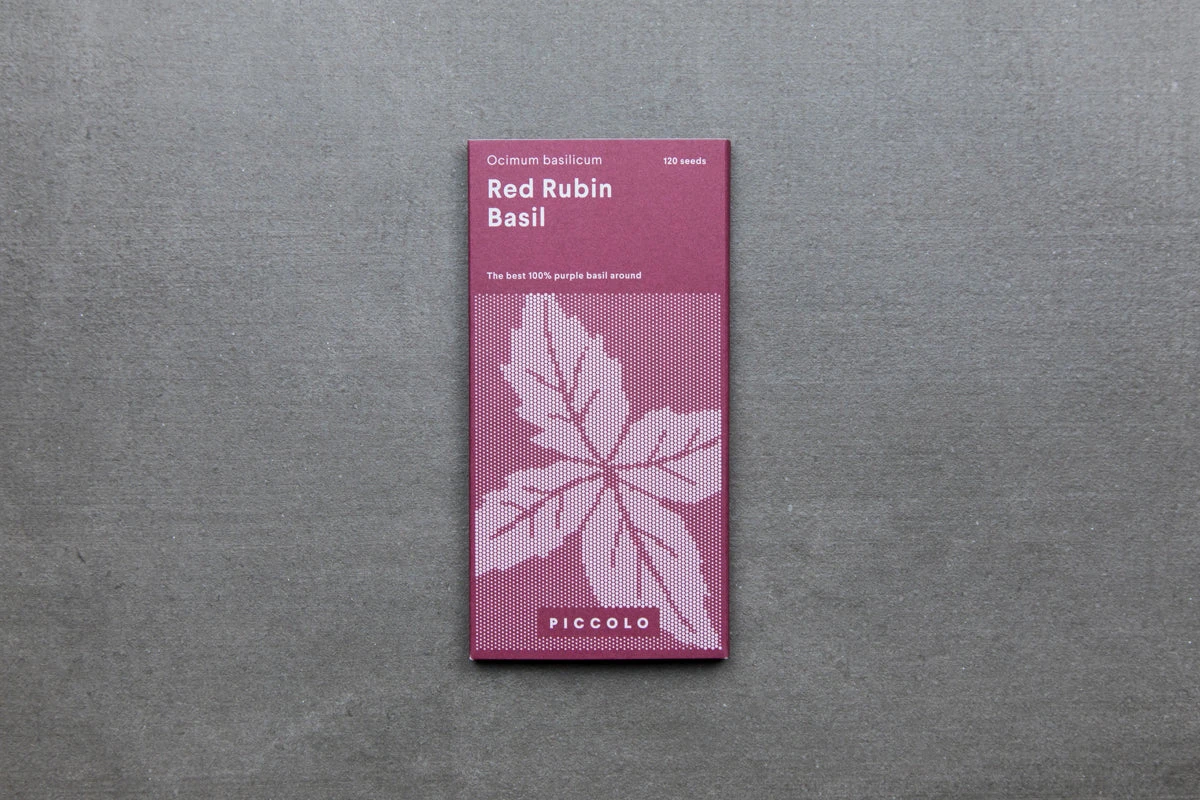 Ocimum basilicum
120 seeds
Red Rubin
Basil
The best 100% purple basil around
PICCOLO